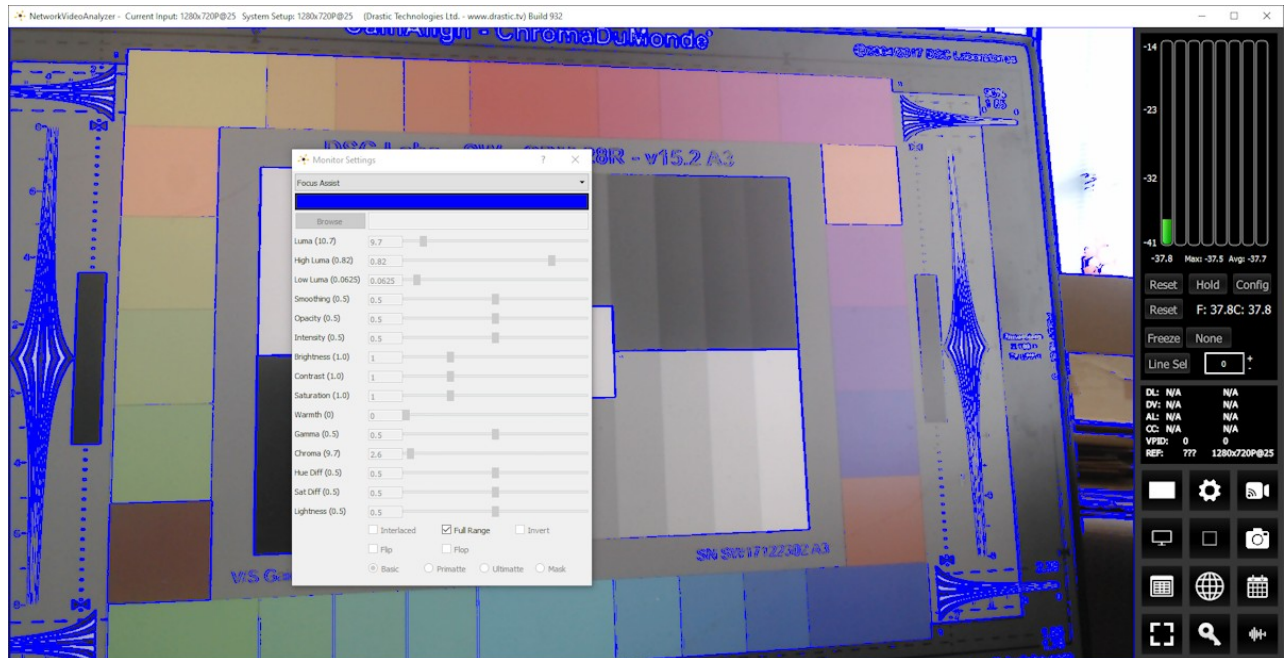 NetworkVideoAnalyzer - Current Input: 1280x720P@25 System Setup: 1280x720P@25 (Drastic Technologies Ltd. - www.drastic.tv) Build 932
CamAlign - ChromaDuMonde
DSC Labs
8R - v15.2 A3
Monitor Settings
Focus Assist
Browse
Luma (10.7) 9.7
High Luma (0.82) 0.82
Low Luma (0.0625) 0.0625
Smoothing (0.5) 0.5
Opacity (0.5) 0.5
Intensity (0.5) 0.5
Brightness (1.0) 1
Contrast (1.0) 1
Saturation (1.0) 1
Warmth (0) 0
Gamma (0.5) 0.5
Chroma (9.7) 2.6
Hue Diff (0.5) 0.5
Sat Diff (0.5) 0.5
Lightness (0.5) 0.5
Interlaced Full Range Invert
Flip Flop
Basic Primatte Ultimatte Mask
-14
-23
-32
-41
-37.8 Max: -37.5 Avg: -37.7
Reset Hold Config
Reset F: 37.8C: 37.8
Freeze None
Line Sel 0 + -
DL: N/A N/A
DV: N/A N/A
AL: N/A N/A
CC: N/A N/A
VPID: 0 0
REF: ??? 1280x720P@25